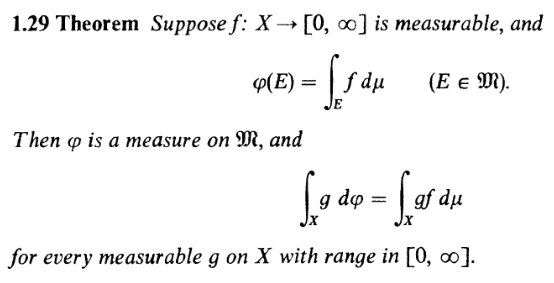 1.29 Theorem Suppose f: X → [0, ∞] is measurable, and
φ(E) = ∫_E f dμ (E ∈ 𝔐).
Then φ is a measure on 𝔐, and
∫_X g dφ = ∫_X gf dμ
for every measurable g on X with range in [0, ∞].